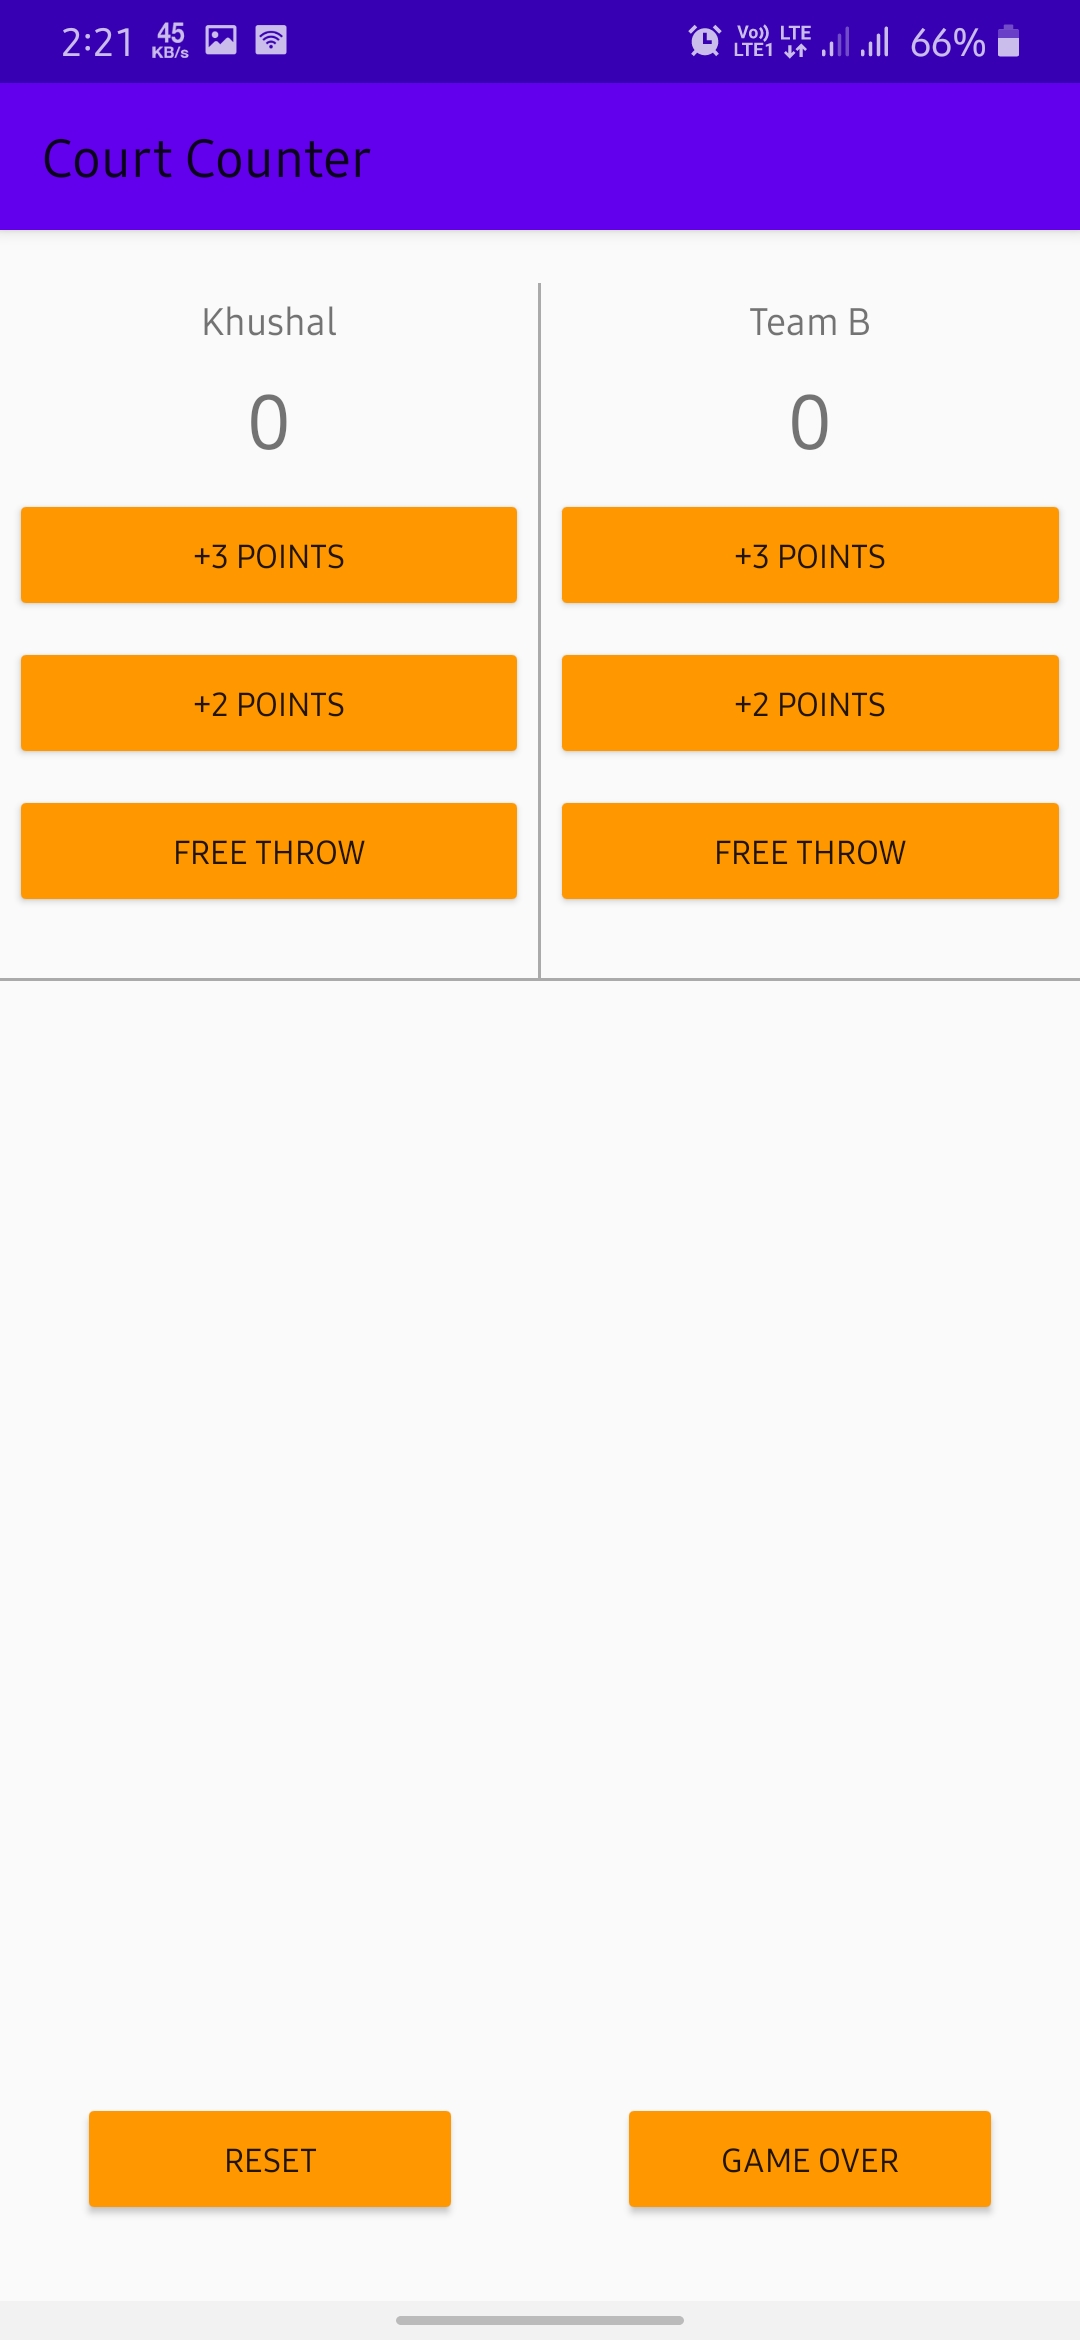 2:21 45 KB/s Vo)) LTE1 LTE 66%
Court Counter
Khushal Team B
0 0
+3 POINTS +3 POINTS
+2 POINTS +2 POINTS
FREE THROW FREE THROW
RESET GAME OVER